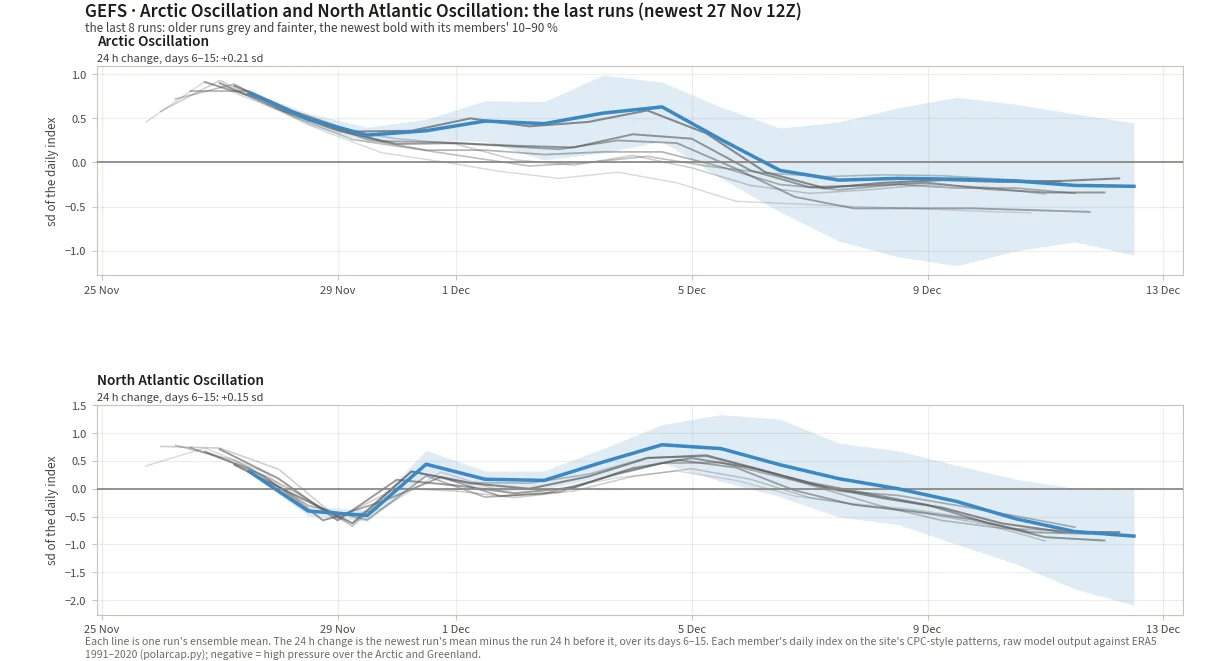 GEFS · Arctic Oscillation and North Atlantic Oscillation: the last runs (newest 27 Nov 12Z)
the last 8 runs: older runs grey and fainter, the newest bold with its members' 10–90 %
Arctic Oscillation
24 h change, days 6–15: +0.21 sd
sd of the daily index
1.0
0.5
0.0
−0.5
−1.0
25 Nov
29 Nov
1 Dec
5 Dec
9 Dec
13 Dec
North Atlantic Oscillation
24 h change, days 6–15: +0.15 sd
sd of the daily index
1.5
1.0
0.5
0.0
−0.5
−1.0
−1.5
−2.0
25 Nov
29 Nov
1 Dec
5 Dec
9 Dec
13 Dec
Each line is one run's ensemble mean. The 24 h change is the newest run's mean minus the run 24 h before it, over its days 6–15. Each member's daily index on the site's CPC-style patterns, raw model output against ERA5
1991–2020 (polarcap.py); negative = high pressure over the Arctic and Greenland.